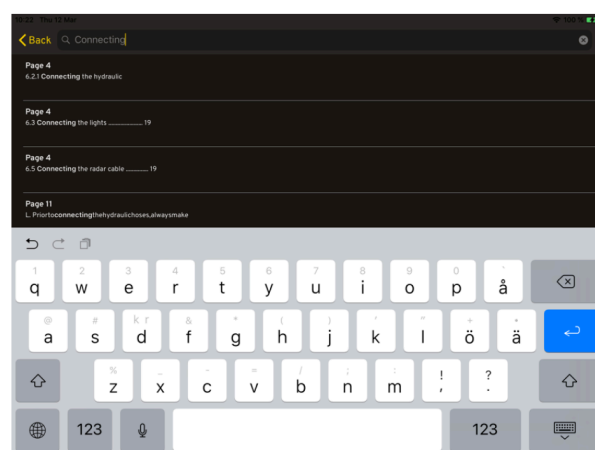 10:22 Thu 12 Mar 100 %
Back Connecting
Page 4
6.2.1 Connecting the hydraulic
Page 4
6.3 Connecting the lights ................ 19
Page 4
6.5 Connecting the radar cable .......... 19
Page 11
L. Priortoconnectingthehydraulichoses,alwaysmake
1 2 3 4 5 6 7 8 9 0 `
q w e r t y u i o p å
@ # k r & * ( ) ' " + •
a s d f g h j k l ö ä
% _ - = / ; : ! ?
z x c v b n m , .
123 123